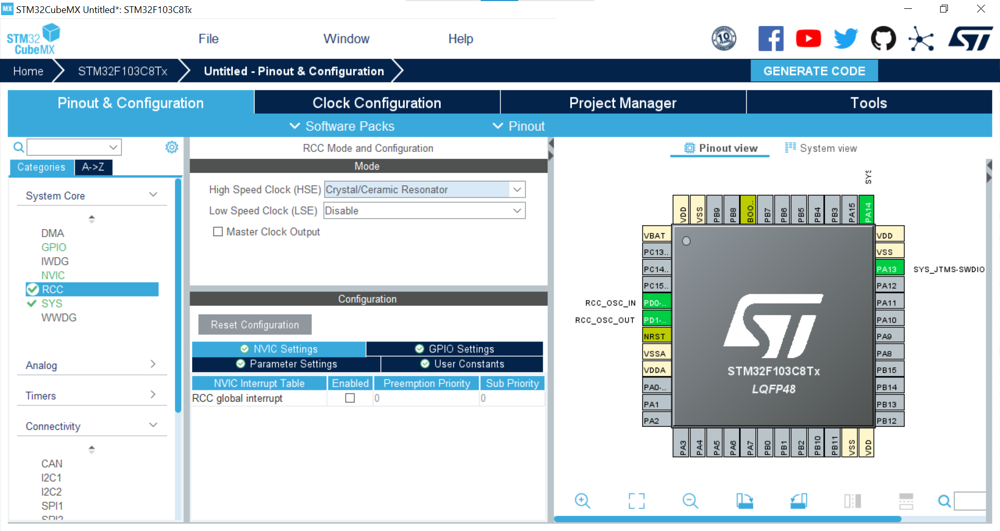 STM32CubeMX Untitled*: STM32F103C8Tx
STM32
CubeMX
File
Window
Help
10
Home
STM32F103C8Tx
Untitled - Pinout & Configuration
GENERATE CODE
Pinout & Configuration
Clock Configuration
Project Manager
Tools
Software Packs
Pinout
Categories
A->Z
System Core
DMA
GPIO
IWDG
NVIC
RCC
SYS
WWDG
Analog
Timers
Connectivity
CAN
I2C1
I2C2
SPI1
SPI2
RCC Mode and Configuration
Mode
High Speed Clock (HSE) Crystal/Ceramic Resonator
Low Speed Clock (LSE) Disable
Master Clock Output
Configuration
Reset Configuration
NVIC Settings
GPIO Settings
Parameter Settings
User Constants
NVIC Interrupt Table Enabled Preemption Priority Sub Priority
RCC global interrupt 0 0
Pinout view
System view
SYS
VDD VSS PB9 PB8 BOO.. PB7 PB6 PB5 PB4 PB3 PA15 PA14
VBAT
PC13..
PC14..
PC15..
RCC_OSC_IN PD0-..
RCC_OSC_OUT PD1-..
NRST
VSSA
VDDA
PA0-..
PA1
PA2
VDD
VSS
PA13 SYS_JTMS-SWDIO
PA12
PA11
PA10
PA9
PA8
PB15
PB14
PB13
PB12
STM32F103C8Tx
LQFP48
PA3 PA4 PA5 PA6 PA7 PB0 PB1 PB2 PB10 PB11 VSS VDD